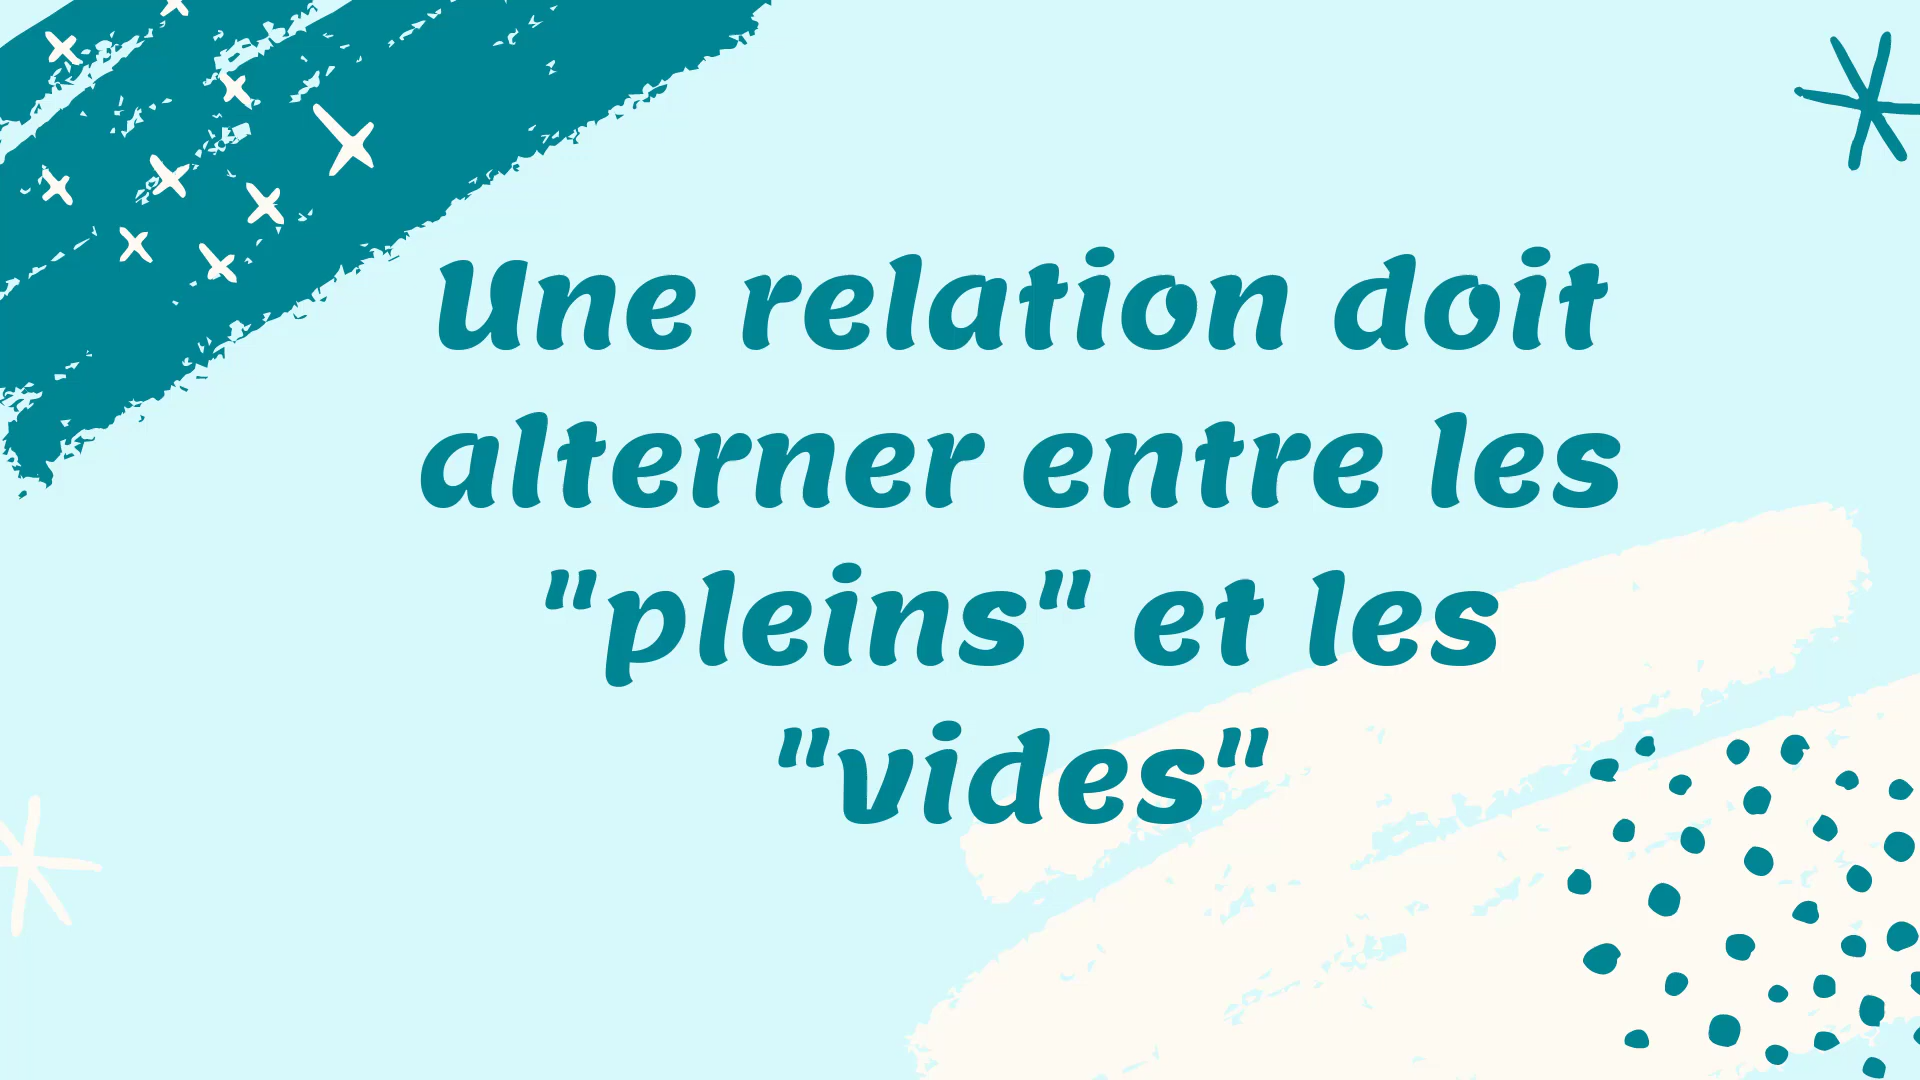 Une relation doit
alterner entre les
"pleins" et les
"vides"